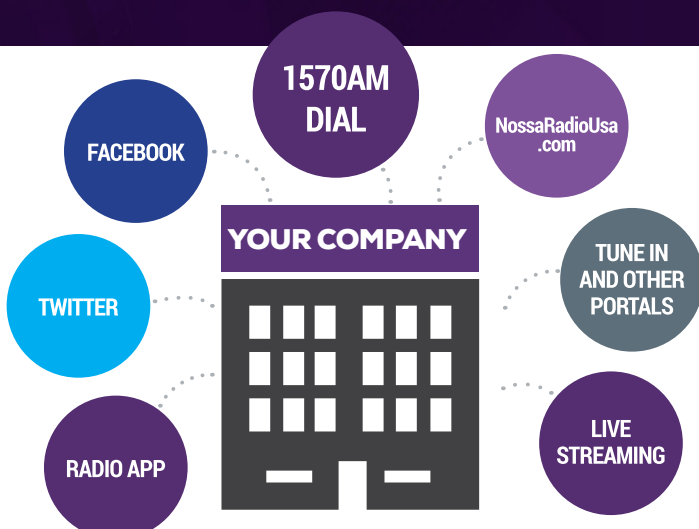 1570AM
DIAL
NossaRadioUsa
.com
FACEBOOK
YOUR COMPANY
TUNE IN
AND OTHER
PORTALS
TWITTER
LIVE
STREAMING
RADIO APP